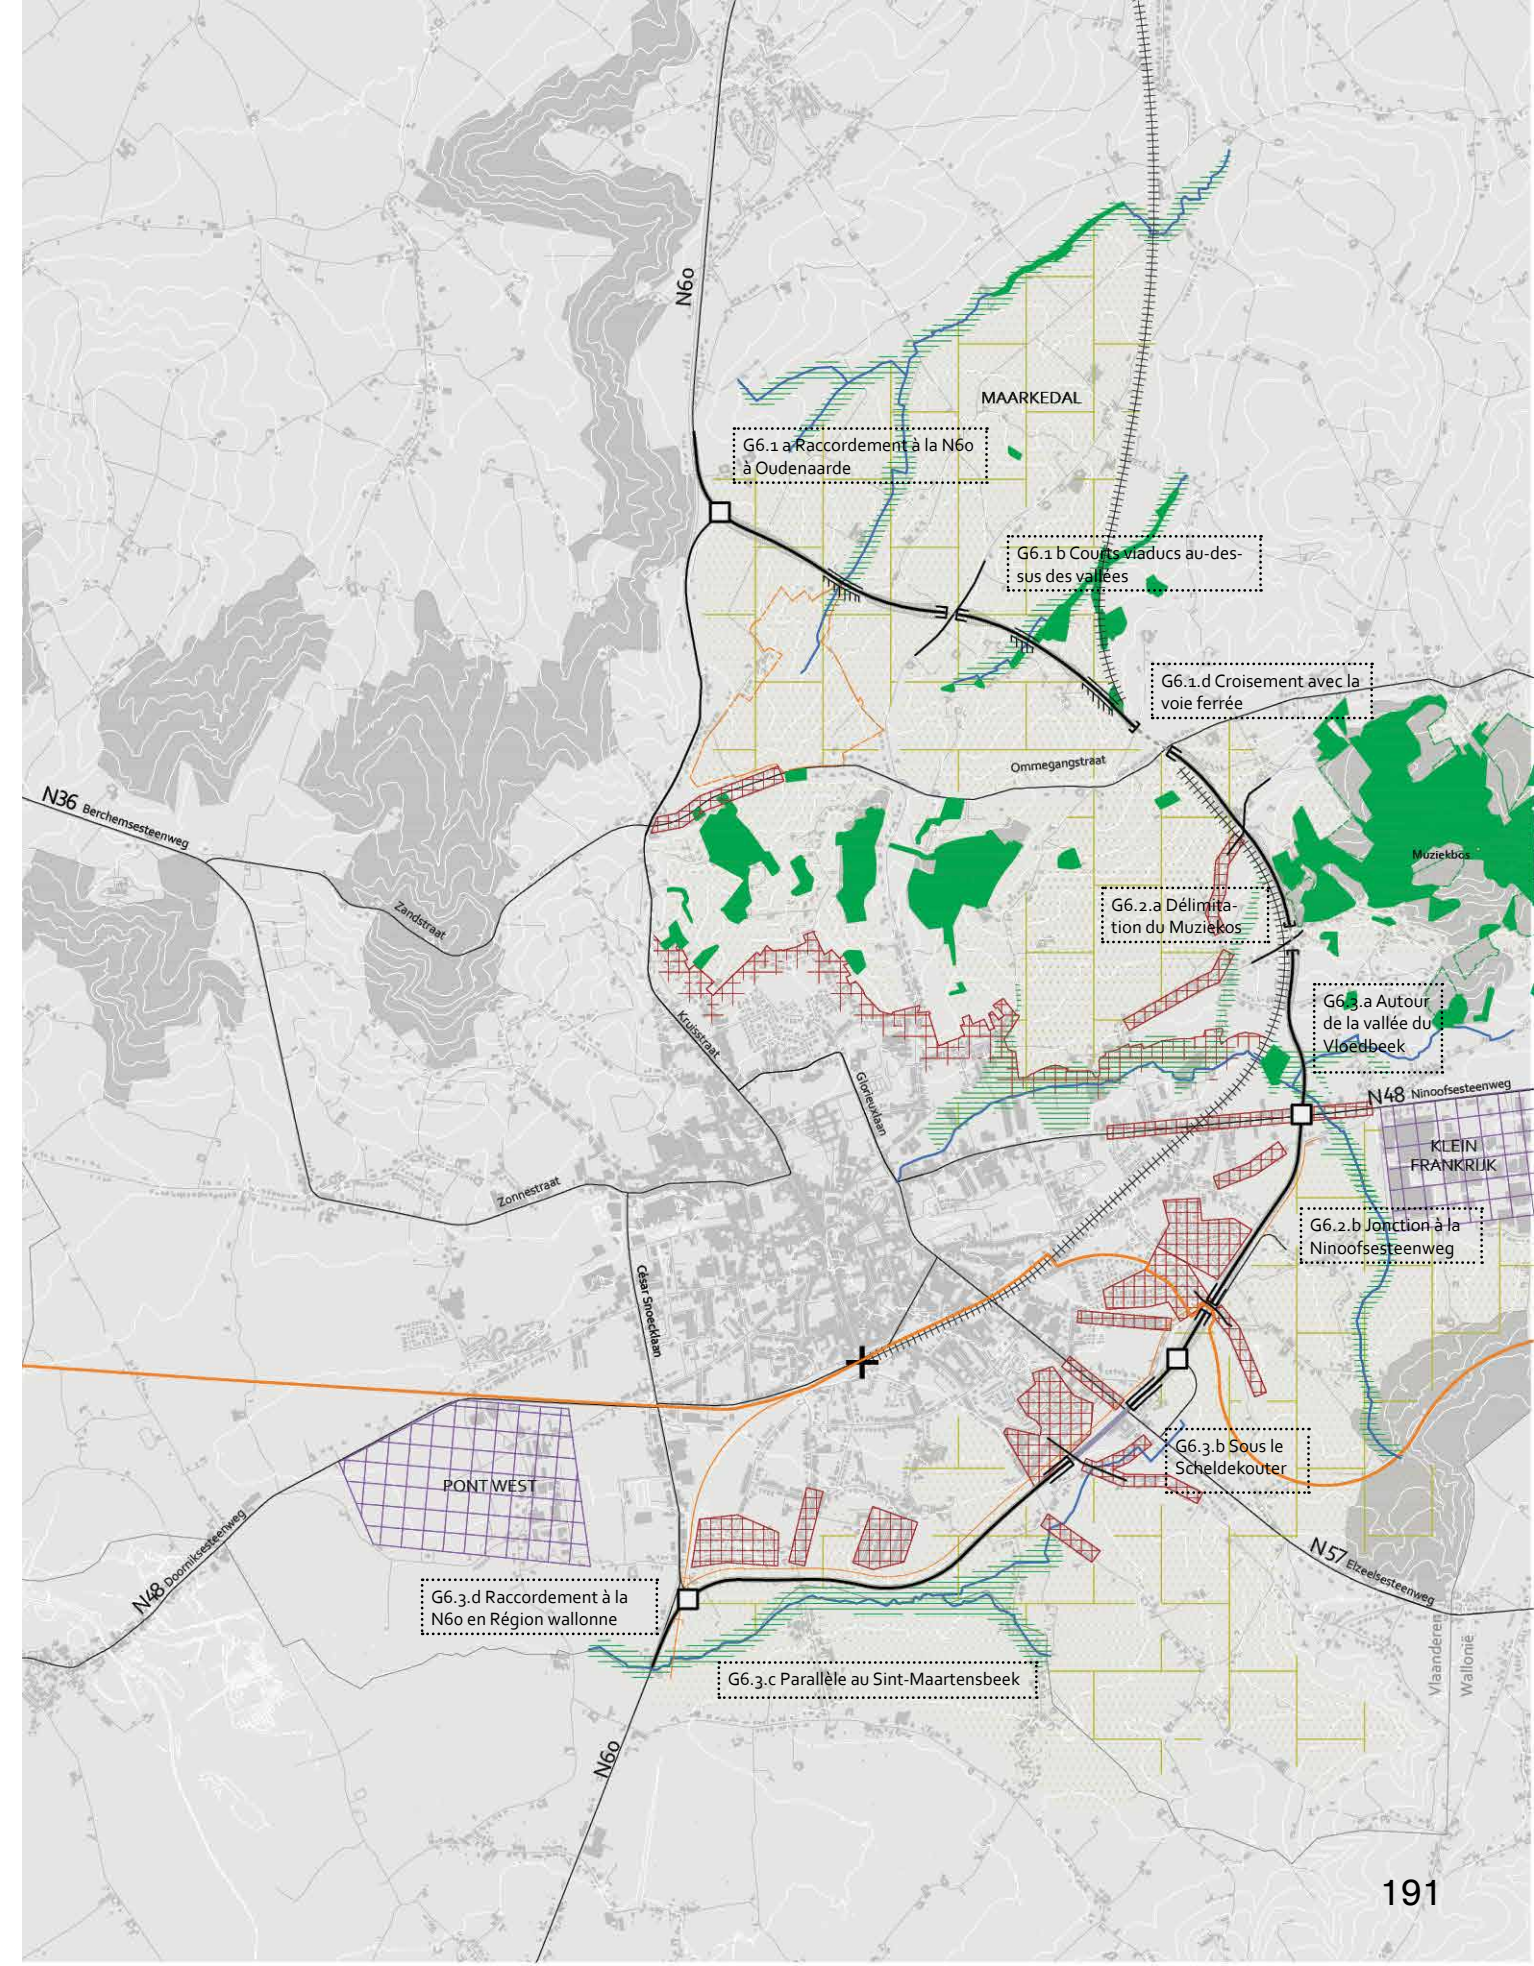 N60
MAARKEDAL
G6.1 a Raccordement à la N60
à Oudenaarde
G6.1 b Courts viaducs au-des-
sus des vallées
G6.1.d Croisement avec la
voie ferrée
Ommegangstraat
N36 Berchemsesteenweg
Zandstraat
Muziekbos
G6.2.a Délimita-
tion du Muziekos
G6.3.a Autour
de la vallée du
Vloedbeek
Kruisstraat
Glorieuxlaan
N48 Ninoofsesteenweg
KLEIN
FRANKRIJK
Zonnestraat
G6.2.b Jonction à la
Ninoofsesteenweg
César Snoecklaan
G6.3.b Sous le
Scheldekouter
PONT WEST
N48 Doorniksesteenweg
N57 Elzeelsesteenweg
G6.3.d Raccordement à la
N60 en Région wallonne
Vlaanderen
Wallonië
G6.3.c Parallèle au Sint-Maartensbeek
N60
191